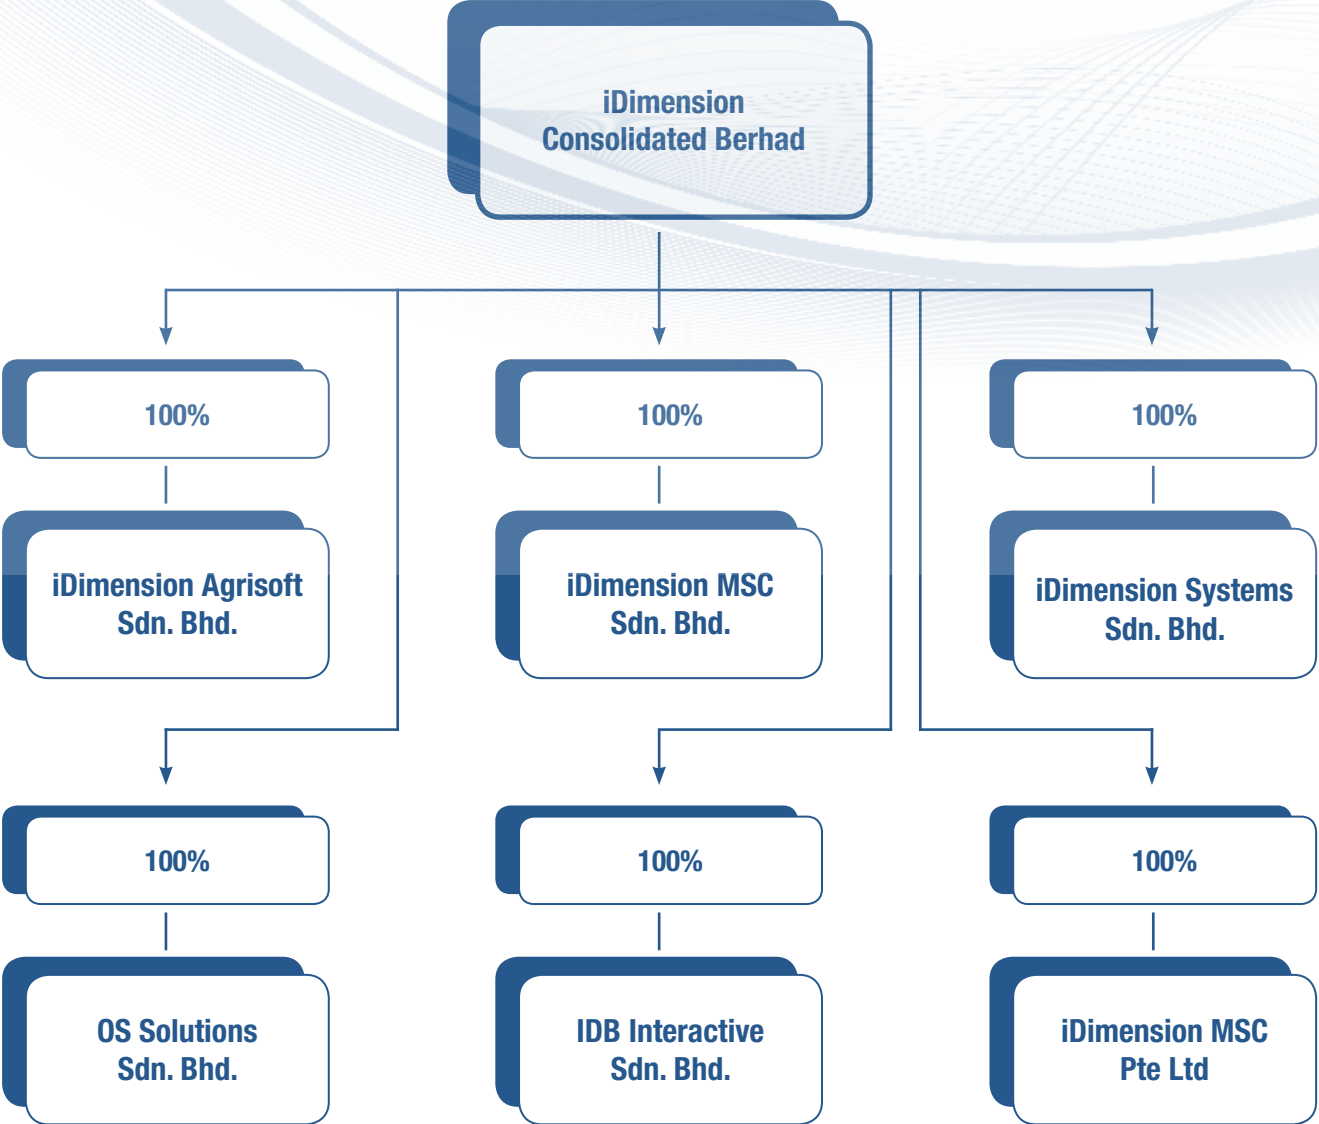 iDimension
Consolidated Berhad
100%
100%
100%
iDimension Agrisoft
Sdn. Bhd.
iDimension MSC
Sdn. Bhd.
iDimension Systems
Sdn. Bhd.
100%
100%
100%
OS Solutions
Sdn. Bhd.
IDB Interactive
Sdn. Bhd.
iDimension MSC
Pte Ltd